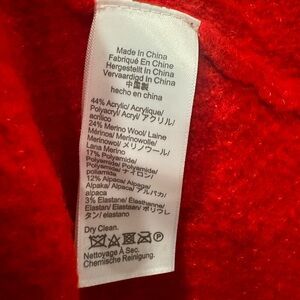 Made In China
Fabriqué En Chine
Hergestellt In China
Vervaardigd In China
中国製
hecho en china
44% Acrylic/ Acrylique/
Polyacryl/ Acryl/ アクリル/
acrílico
24% Merino Wool/ Laine
Mérinos/ Merinowolle/
Merinowol/ メリノウール/
Lana Merino
17% Polyamide/
Polyamide/ Polyamid/
Polyamide/ ナイロン/
poliamida
12% Alpaca/ Alpaga/
Alpaka/ Alpaca/ アルパカ/
alpaca
3% Elastane/ Élasthanne/
Elastan/ Elastaan/ ポリウレ
タン/ elastano
Dry Clean.
P
Nettoyage À Sec.
Chemische Reinigung.